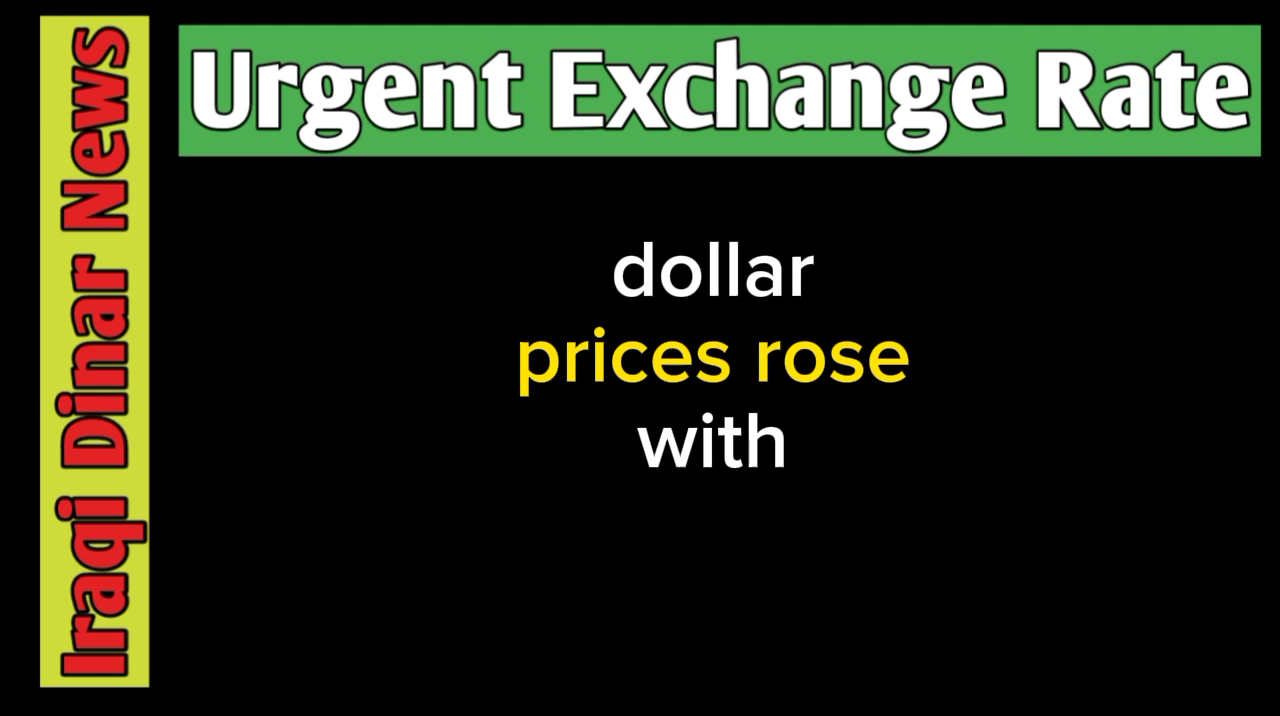 Iraqi Dinar News
Urgent Exchange Rate
dollar
prices rose
with